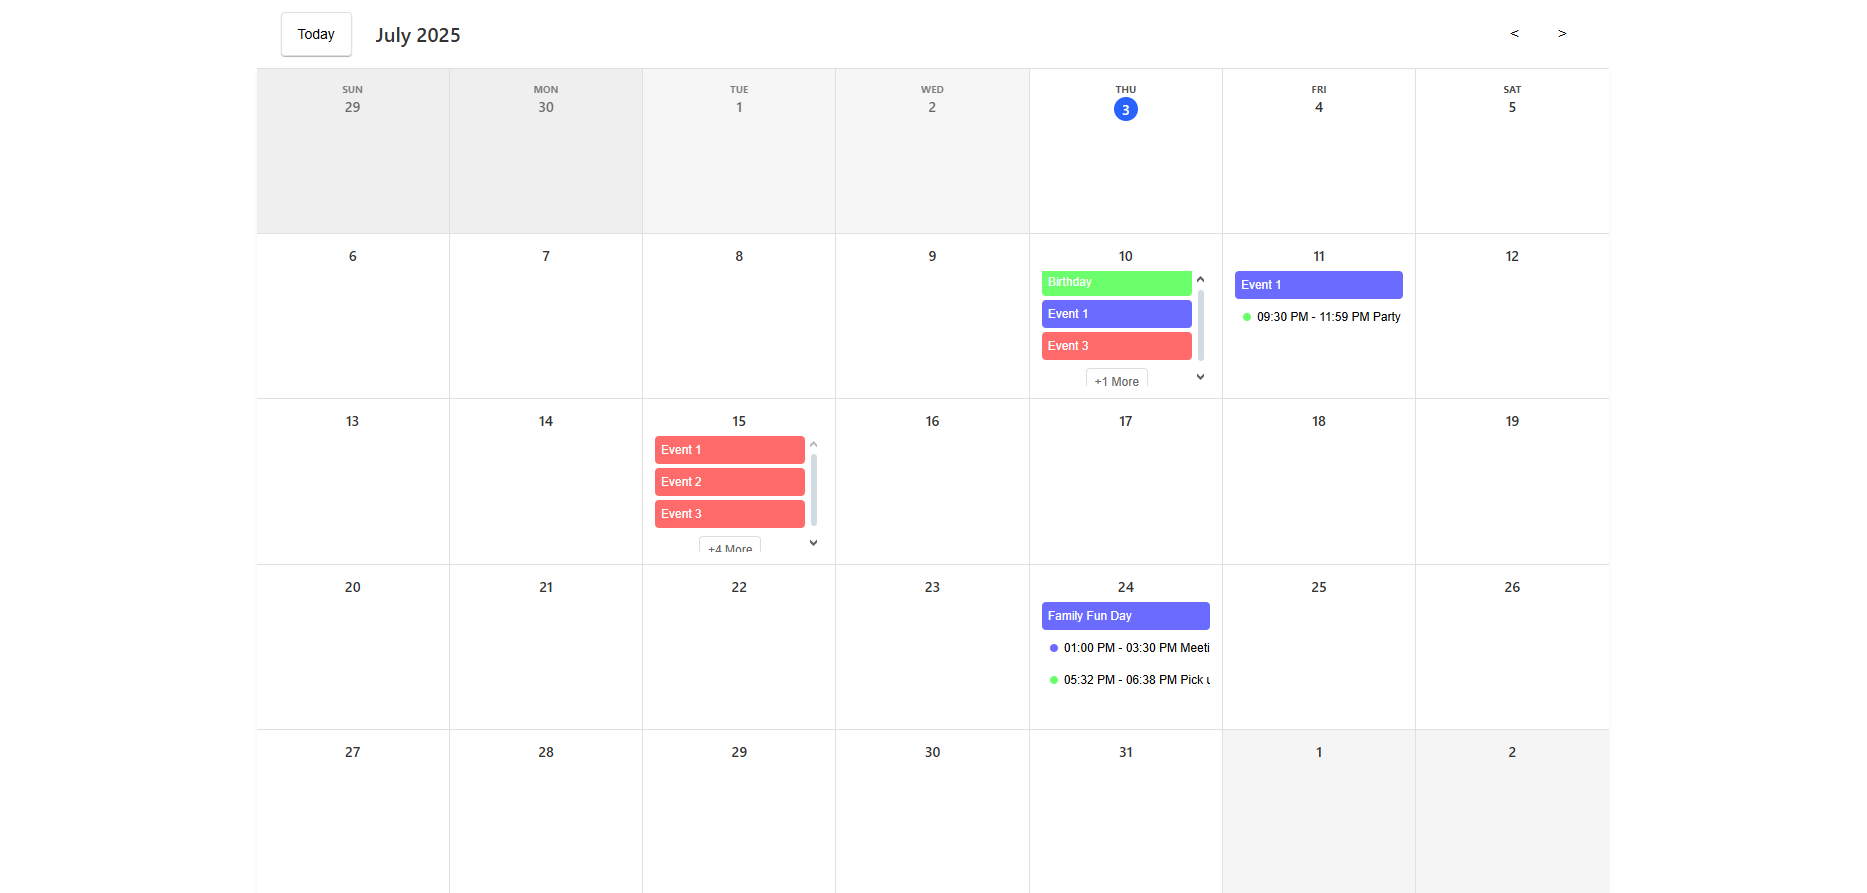 Today July 2025 < >
SUN MON TUE WED THU FRI SAT
29 30 1 2 3 4 5
6 7 8 9 10 11 12
Birthday
Event 1
Event 3
+1 More
Event 1
09:30 PM - 11:59 PM Party
13 14 15 16 17 18 19
Event 1
Event 2
Event 3
+4 More
20 21 22 23 24 25 26
Family Fun Day
01:00 PM - 03:30 PM Meeti
05:32 PM - 06:38 PM Pick
27 28 29 30 31 1 2